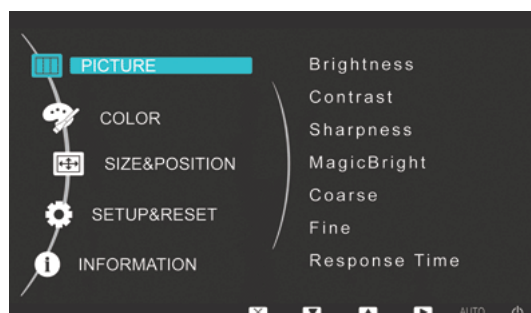 PICTURE
COLOR
SIZE&POSITION
SETUP&RESET
INFORMATION
Brightness
Contrast
Sharpness
MagicBright
Coarse
Fine
Response Time
AUTO